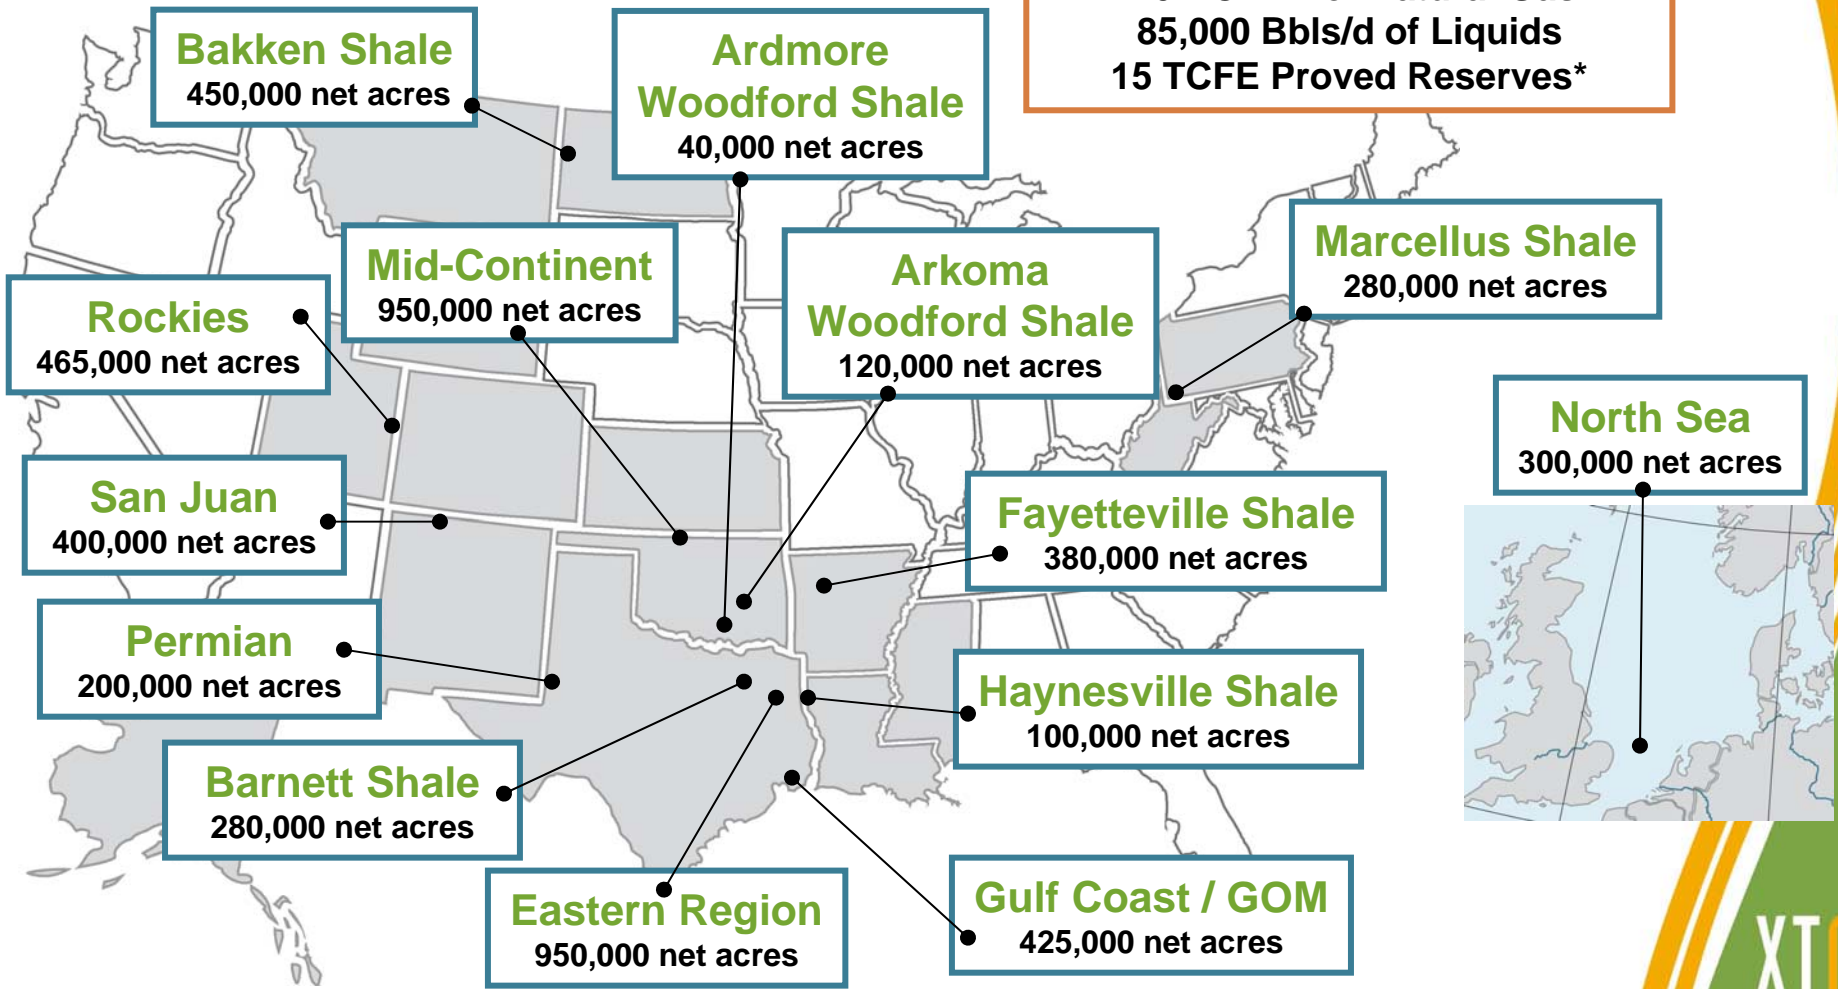 85,000 Bbls/d of Liquids
15 TCFE Proved Reserves*
Bakken Shale
450,000 net acres
Ardmore
Woodford Shale
40,000 net acres
Mid-Continent
950,000 net acres
Arkoma
Woodford Shale
120,000 net acres
Marcellus Shale
280,000 net acres
Rockies
465,000 net acres
North Sea
300,000 net acres
San Juan
400,000 net acres
Fayetteville Shale
380,000 net acres
Permian
200,000 net acres
Haynesville Shale
100,000 net acres
Barnett Shale
280,000 net acres
Eastern Region
950,000 net acres
Gulf Coast / GOM
425,000 net acres
XT